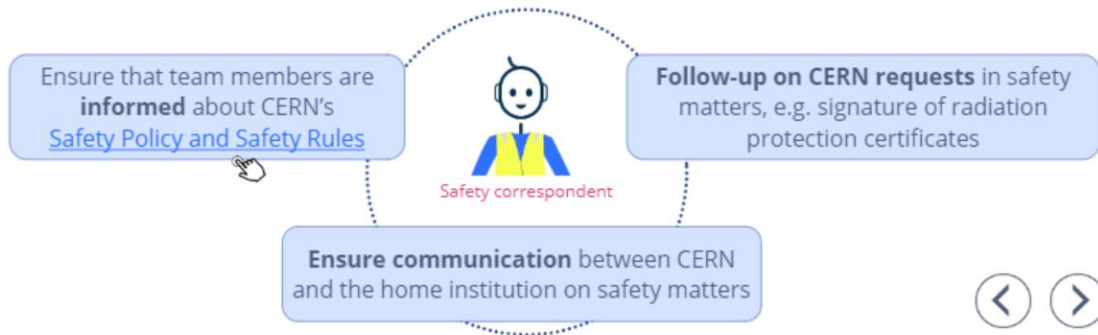 Ensure that team members are
informed about CERN's
Safety Policy and Safety Rules
Follow-up on CERN requests in safety
matters, e.g. signature of radiation
protection certificates
Safety correspondent
Ensure communication between CERN
and the home institution on safety matters